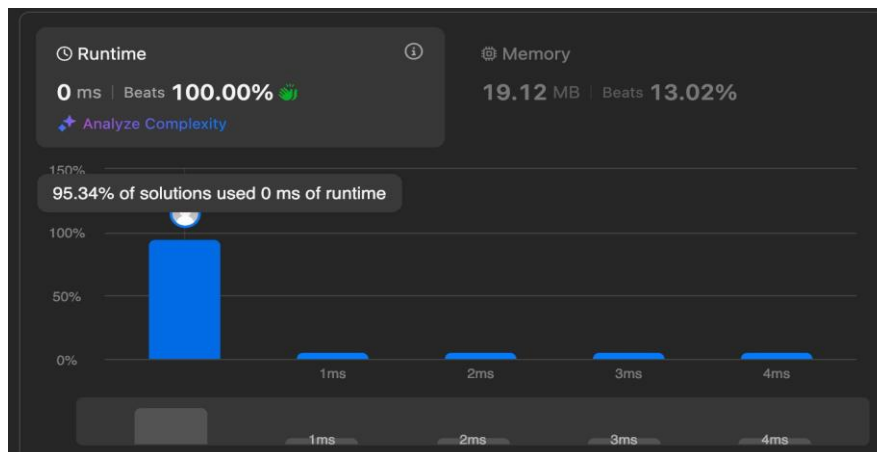 Runtime
0 ms | Beats 100.00%
Analyze Complexity
Memory
19.12 MB | Beats 13.02%
150%
95.34% of solutions used 0 ms of runtime
100%
50%
0%
1ms 2ms 3ms 4ms
1ms 2ms 3ms 4ms